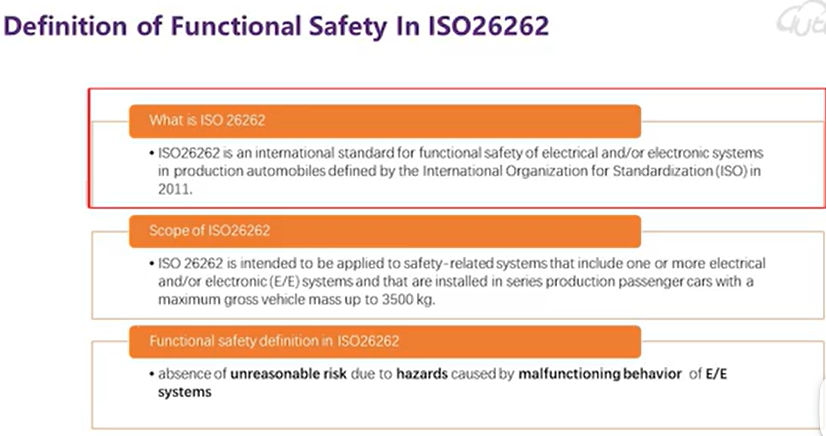 Definition of Functional Safety In ISO26262
What is ISO 26262
• ISO26262 is an international standard for functional safety of electrical and/or electronic systems
in production automobiles defined by the International Organization for Standardization (ISO) in
2011.
Scope of ISO26262
• ISO 26262 is intended to be applied to safety-related systems that include one or more electrical
and/or electronic (E/E) systems and that are installed in series production passenger cars with a
maximum gross vehicle mass up to 3500 kg.
Functional safety definition in ISO26262
• absence of unreasonable risk due to hazards caused by malfunctioning behavior of E/E
systems